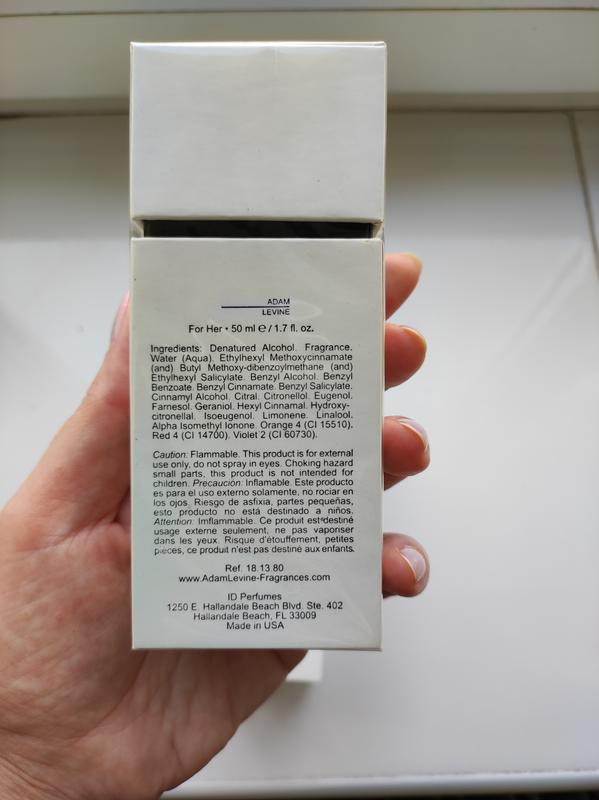 ADAM
LEVINE
For Her • 50 ml ℮ / 1.7 fl. oz.
Ingredients: Denatured Alcohol. Fragrance.
Water (Aqua). Ethylhexyl Methoxycinnamate
(and) Butyl Methoxy-dibenzoylmethane (and)
Ethylhexyl Salicylate. Benzyl Alcohol. Benzyl
Benzoate. Benzyl Cinnamate. Benzyl Salicylate.
Cinnamyl Alcohol. Citral. Citronellol. Eugenol.
Farnesol. Geraniol. Hexyl Cinnamal. Hydroxy-
citronellal. Isoeugenol. Limonene. Linalool.
Alpha Isomethyl Ionone. Orange 4 (CI 15510).
Red 4 (CI 14700). Violet 2 (CI 60730).
Caution: Flammable. This product is for external
use only, do not spray in eyes. Choking hazard
small parts, this product is not intended for
children. Precaución: Inflamable. Este producto
es para el uso externo solamente, no rociar en
los ojos. Riesgo de asfixia, partes pequeñas,
esto producto no está destinado a niños.
Attention: Imflammable. Ce produit est destiné
usage externe seulement, ne pas vaporiser
dans les yeux. Risque d'étouffement, petites
pièces, ce produit n'est pas destiné aux enfants.
Ref. 18.13.80
www.AdamLevine-Fragrances.com
ID Perfumes
1250 E. Hallandale Beach Blvd. Ste. 402
Hallandale Beach, FL 33009
Made in USA